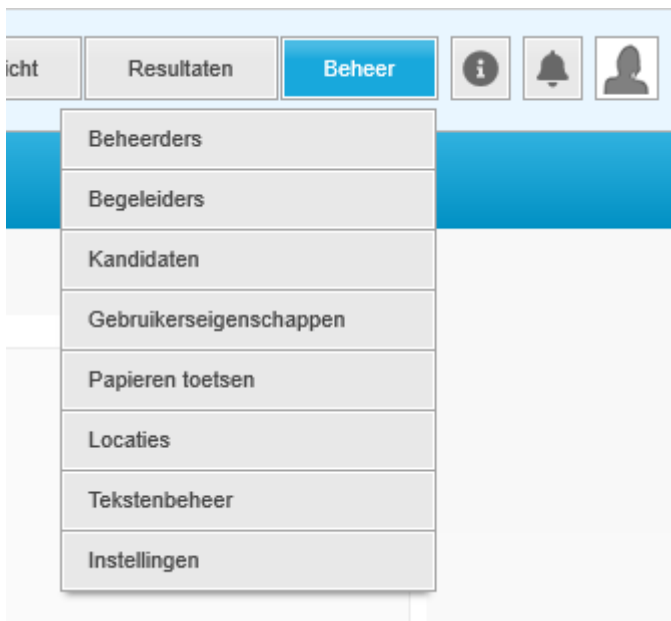 icht Resultaten Beheer
Beheerders
Begeleiders
Kandidaten
Gebruikerseigenschappen
Papieren toetsen
Locaties
Tekstenbeheer
Instellingen